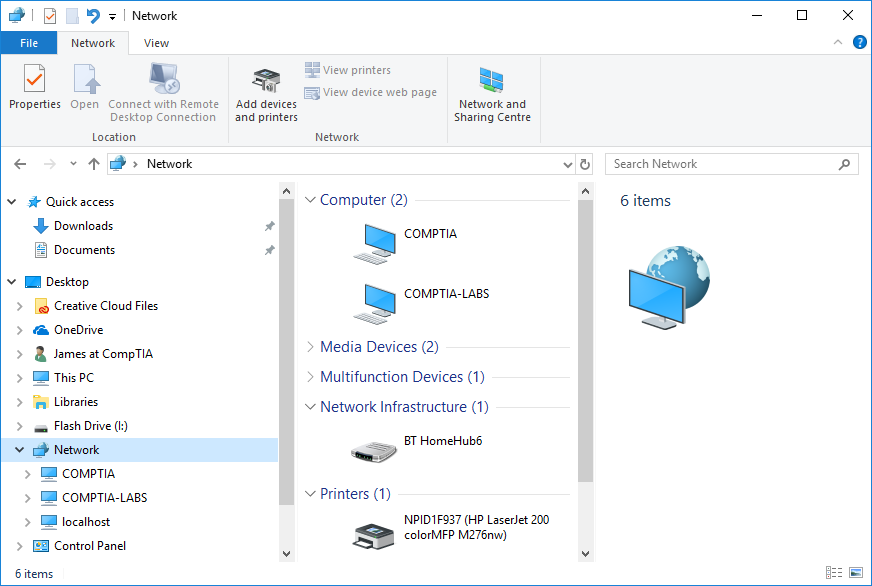 Network
File
Network
View
Properties
Open
Connect with Remote
Desktop Connection
Location
Add devices
and printers
View printers
View device web page
Network
Network and
Sharing Centre
Network
Search Network
Quick access
Downloads
Documents
Desktop
Creative Cloud Files
OneDrive
James at CompTIA
This PC
Libraries
Flash Drive (I:)
Network
COMPTIA
COMPTIA-LABS
localhost
Control Panel
Computer (2)
COMPTIA
COMPTIA-LABS
Media Devices (2)
Multifunction Devices (1)
Network Infrastructure (1)
BT HomeHub6
Printers (1)
NPID1F937 (HP LaserJet 200
colorMFP M276nw)
6 items
6 items